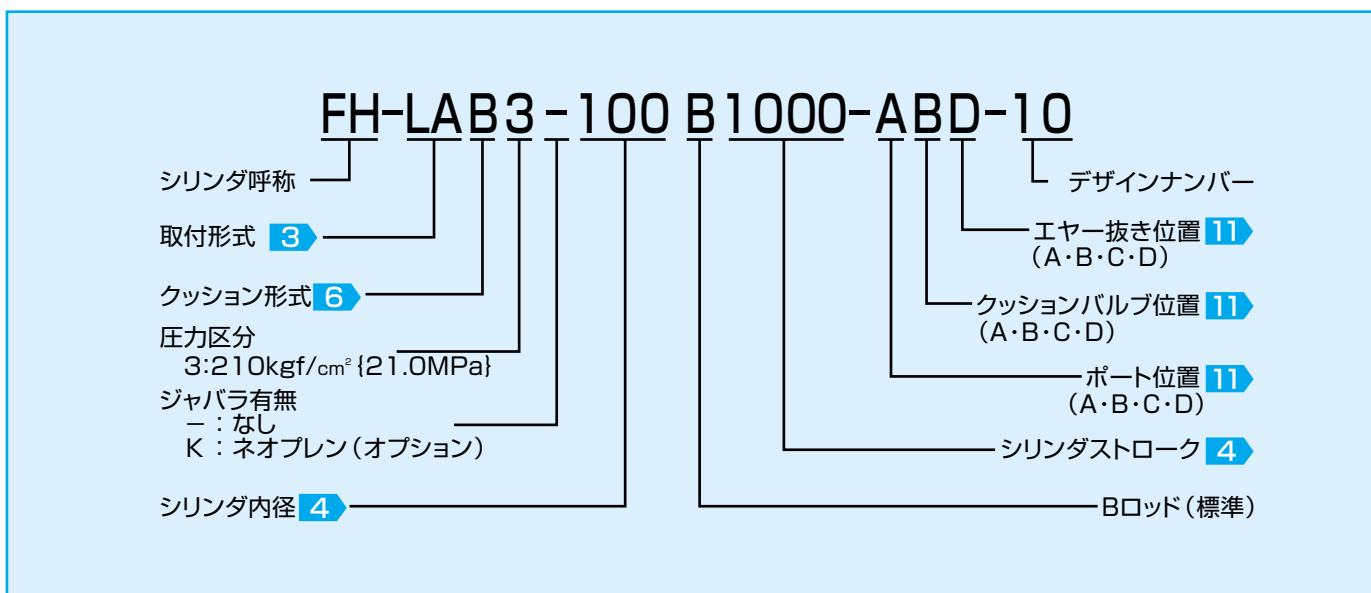 FH-LAB3-100 B1000-ABD-10
シリンダ呼称
取付形式 3
クッション形式 6
圧力区分
3:210kgf/cm² {21.0MPa}
ジャバラ有無
－：なし
K：ネオプレン（オプション）
シリンダ内径 4
デザインナンバー
エヤー抜き位置 11
（A・B・C・D）
クッションバルブ位置 11
（A・B・C・D）
ポート位置 11
（A・B・C・D）
シリンダストローク 4
Bロッド（標準）